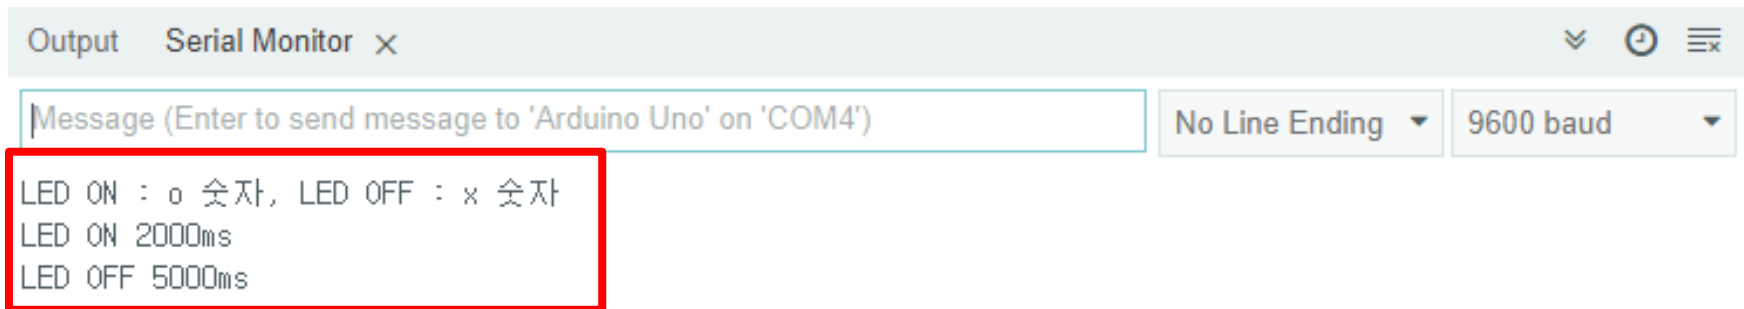 Output Serial Monitor
Message (Enter to send message to 'Arduino Uno' on 'COM4') No Line Ending 9600 baud
LED ON : o 숫자, LED OFF : x 숫자
LED ON 2000ms
LED OFF 5000ms